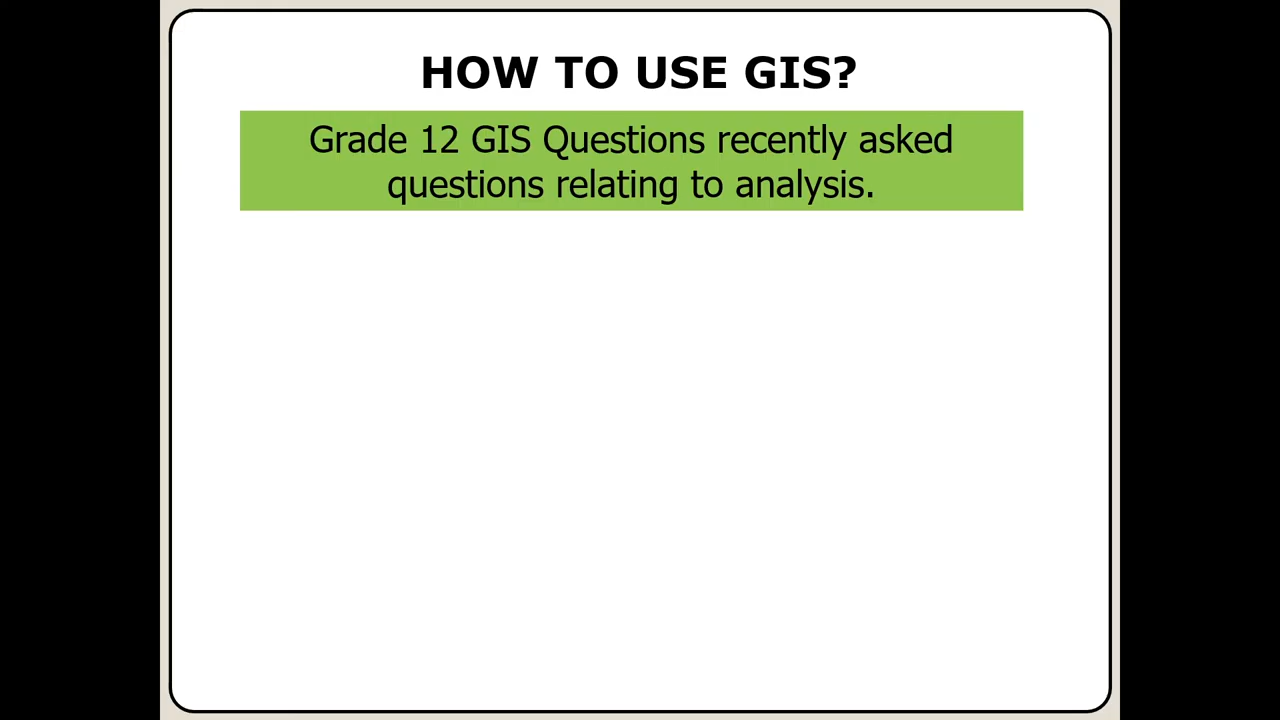 HOW TO USE GIS?
Grade 12 GIS Questions recently asked
questions relating to analysis.